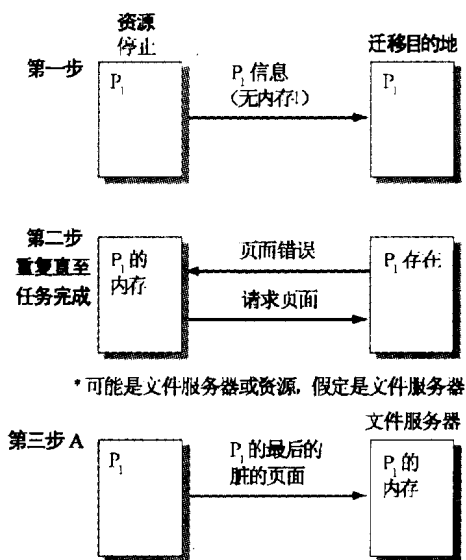 资源
停止
迁移目的地
第一步
P₁
P₁信息
(无内存!)
P₁
第二步
重复直至
任务完成
P₁的
内存
页而错误
请求页面
P₁存在
*可能是文件服务器或资源,假定是文件服务器
文件服务器
第三步 A
P₁
P₁的最后的
脏的页面
P₁的
内存